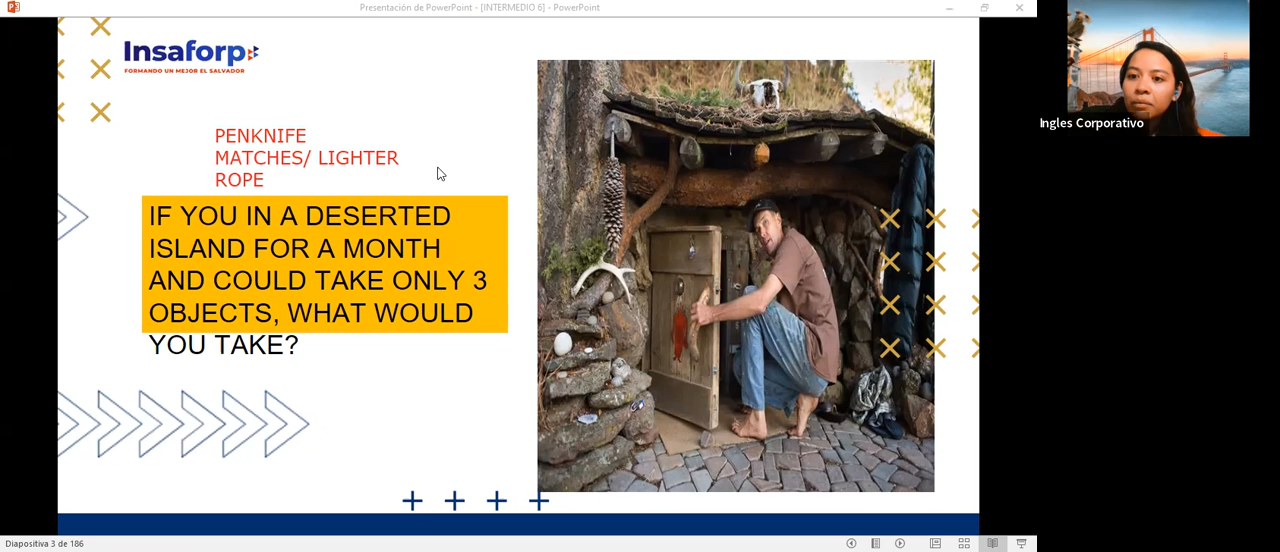 Presentación de PowerPoint - [INTERMEDIO 6] - PowerPoint
Insaforp
FORMANDO UN MEJOR EL SALVADOR
PENKNIFE
MATCHES/ LIGHTER
ROPE
IF YOU IN A DESERTED
ISLAND FOR A MONTH
AND COULD TAKE ONLY 3
OBJECTS, WHAT WOULD
YOU TAKE?
Ingles Corporativo
Diapositiva 3 de 186